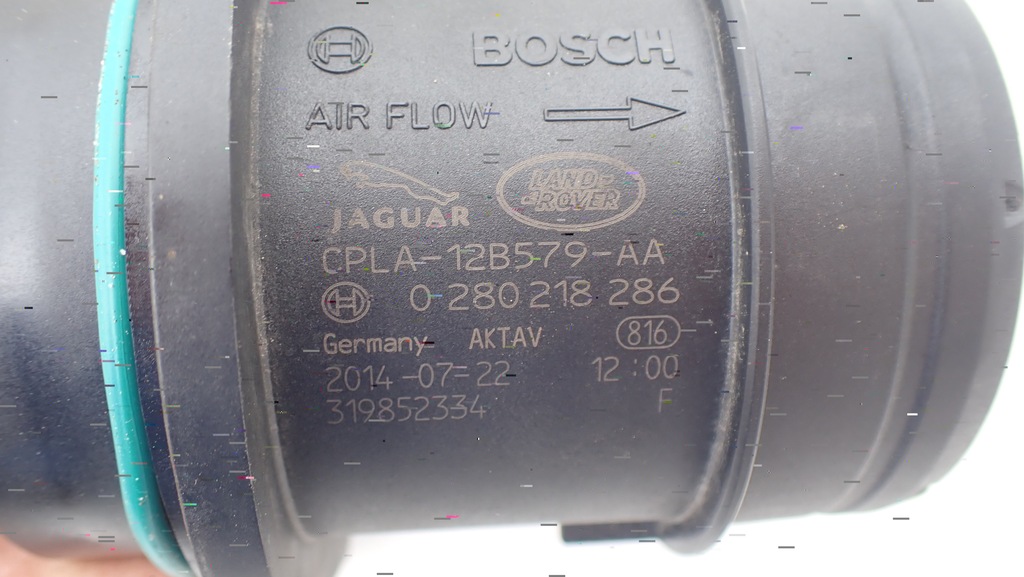 BOSCH
AIR FLOW
JAGUAR
LAND-
-ROVER
CPLA-12B579-AA
0 280 218 286
Germany AKTAV 816
2014-07-22 12:00
319852334 F